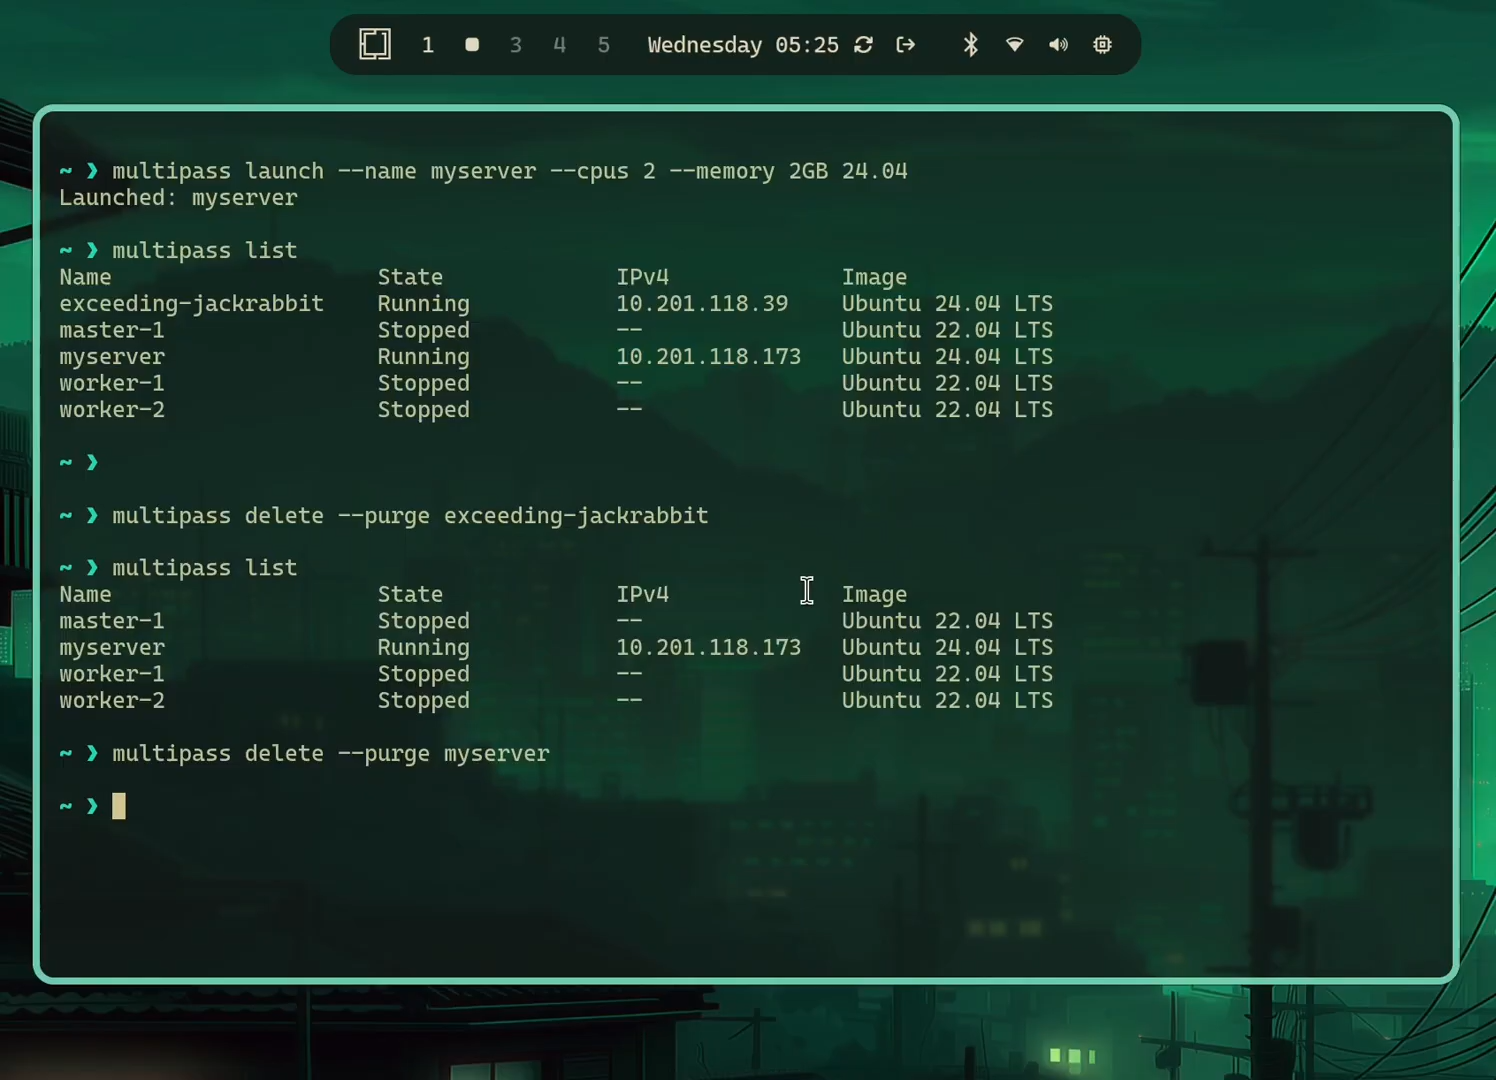 1 3 4 5 Wednesday 05:25
~ ❯ multipass launch --name myserver --cpus 2 --memory 2GB 24.04
Launched: myserver
~ ❯ multipass list
Name State IPv4 Image
exceeding-jackrabbit Running 10.201.118.39 Ubuntu 24.04 LTS
master-1 Stopped -- Ubuntu 22.04 LTS
myserver Running 10.201.118.173 Ubuntu 24.04 LTS
worker-1 Stopped -- Ubuntu 22.04 LTS
worker-2 Stopped -- Ubuntu 22.04 LTS
~ ❯
~ ❯ multipass delete --purge exceeding-jackrabbit
~ ❯ multipass list
Name State IPv4 Image
master-1 Stopped -- Ubuntu 22.04 LTS
myserver Running 10.201.118.173 Ubuntu 24.04 LTS
worker-1 Stopped -- Ubuntu 22.04 LTS
worker-2 Stopped -- Ubuntu 22.04 LTS
~ ❯ multipass delete --purge myserver
~ ❯